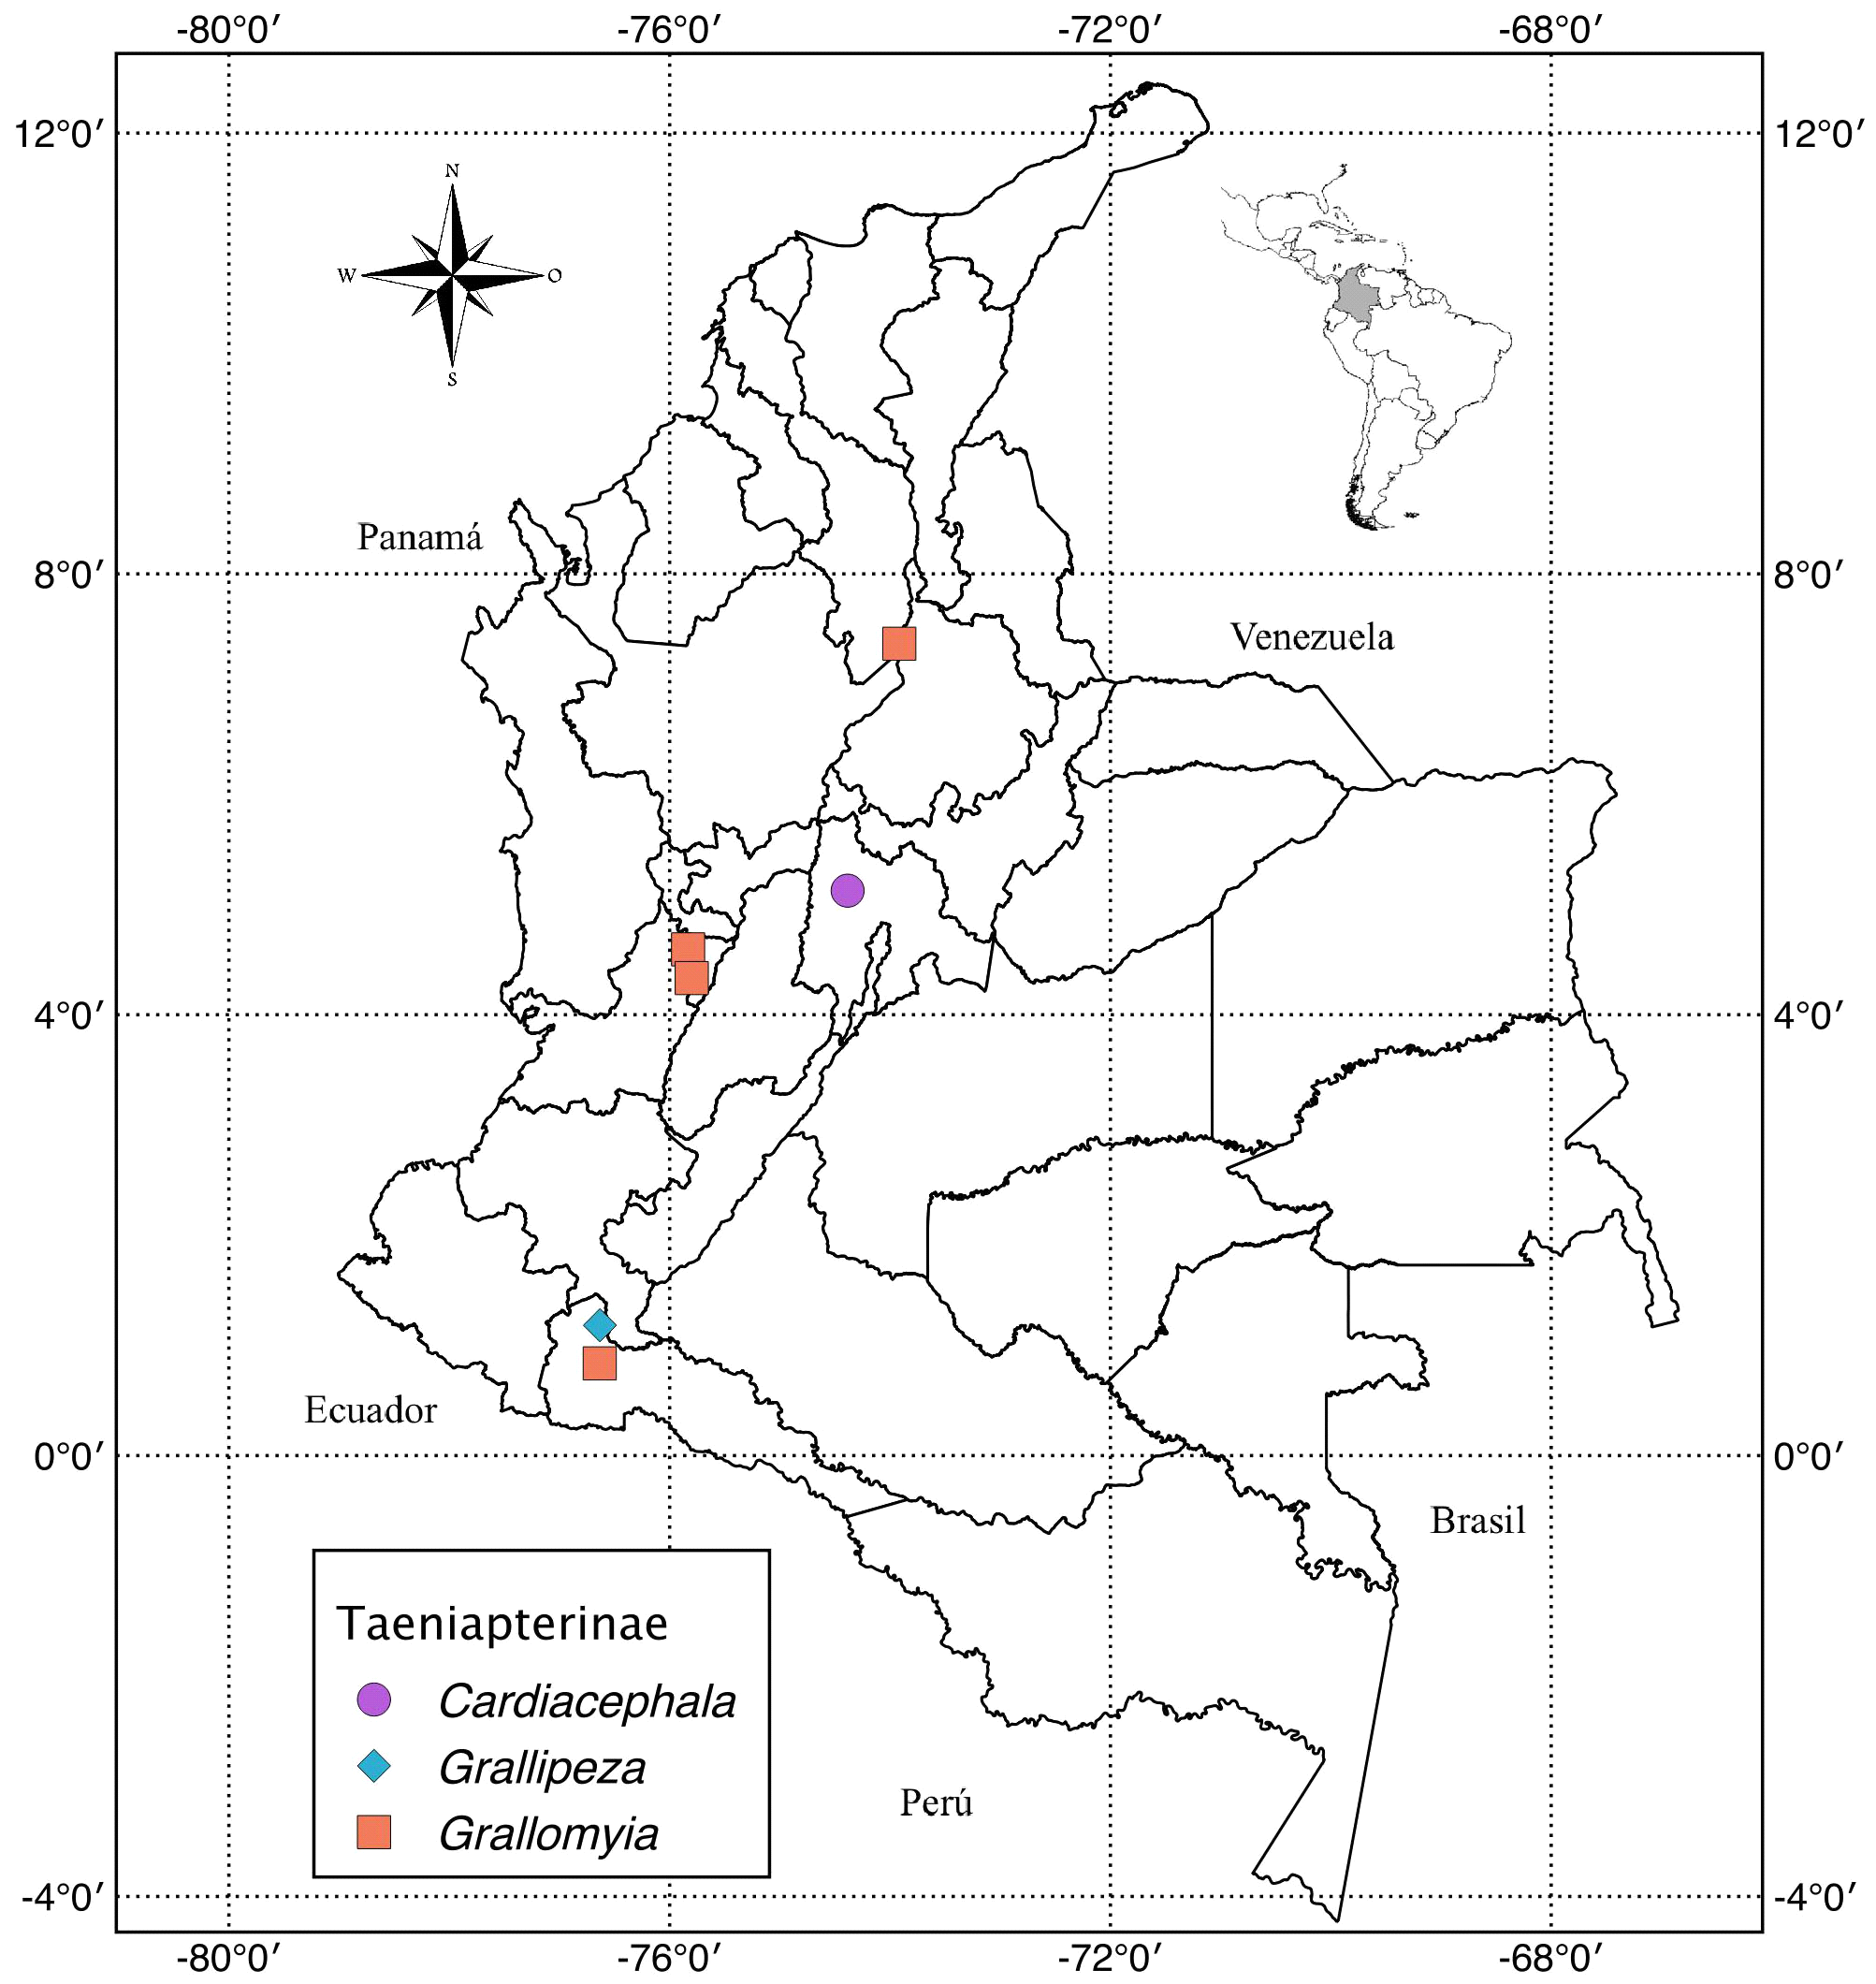 -80°0′ -76°0′ -72°0′ -68°0′
12°0′ 12°0′
N
W O
S
Panamá
8°0′ 8°0′
Venezuela
4°0′ 4°0′
Ecuador
0°0′ 0°0′
Brasil
Taeniapterinae
Cardiacephala
Grallipeza
Perú
Grallomyia
-4°0′ -4°0′
-80°0′ -76°0′ -72°0′ -68°0′